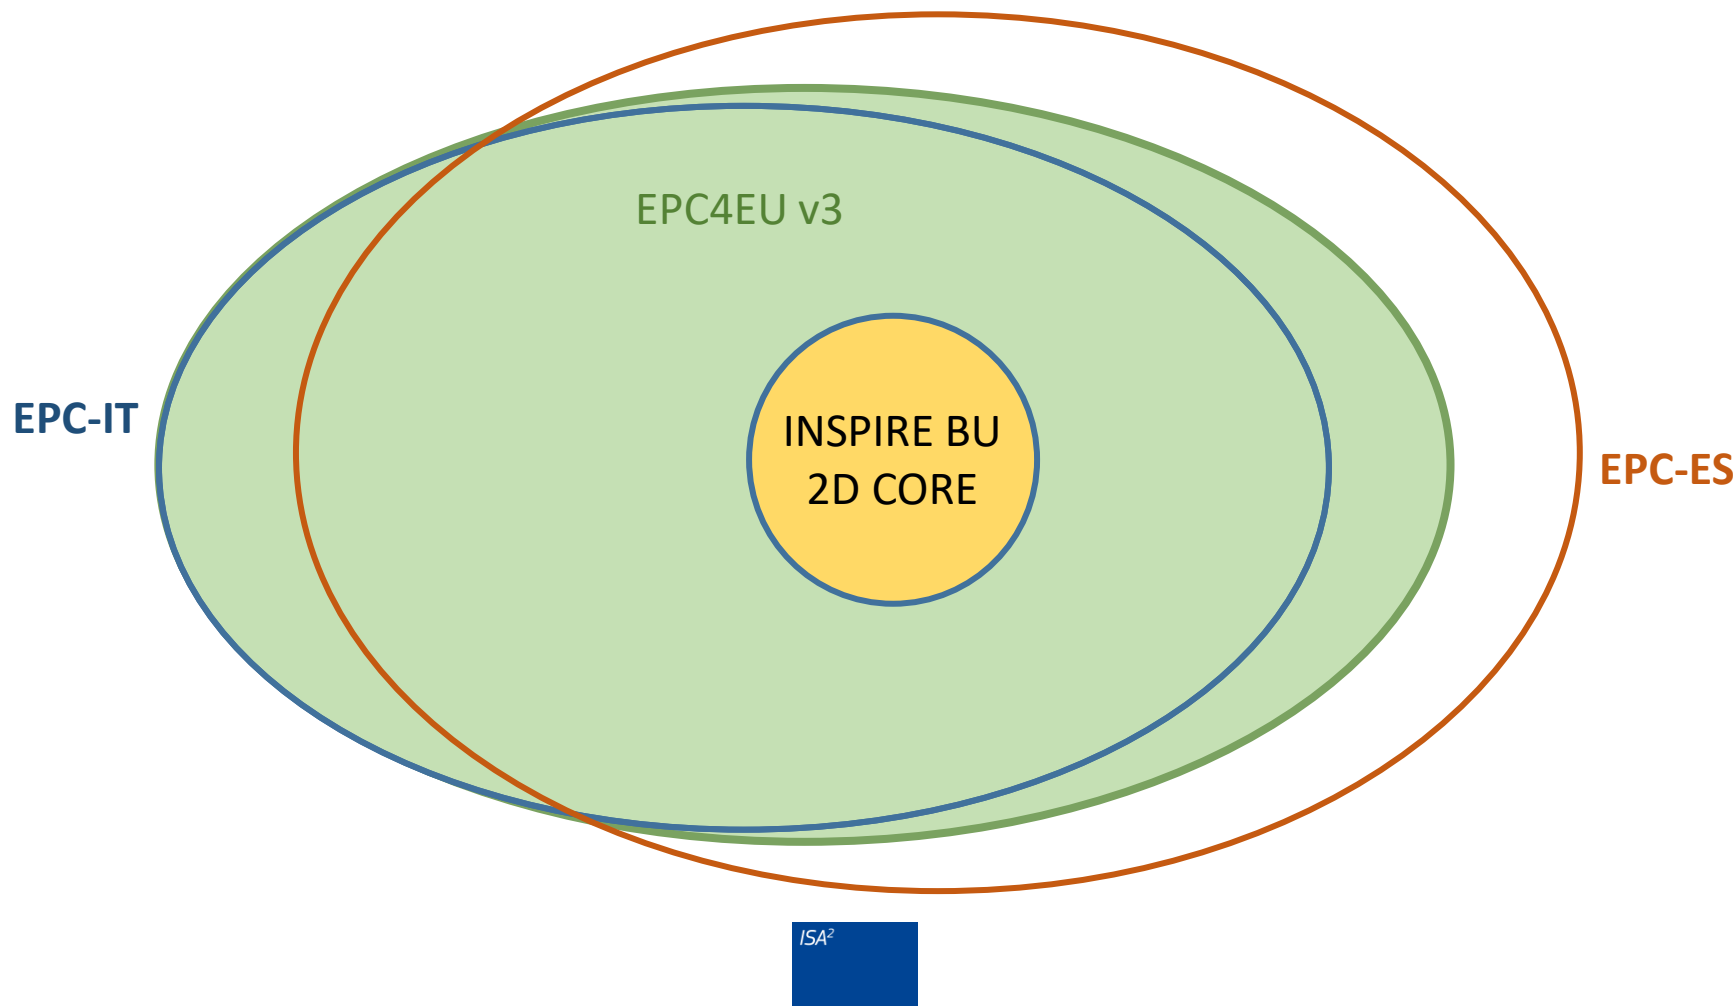 EPC4EU v3
EPC-IT
INSPIRE BU
2D CORE
EPC-ES
ISA²